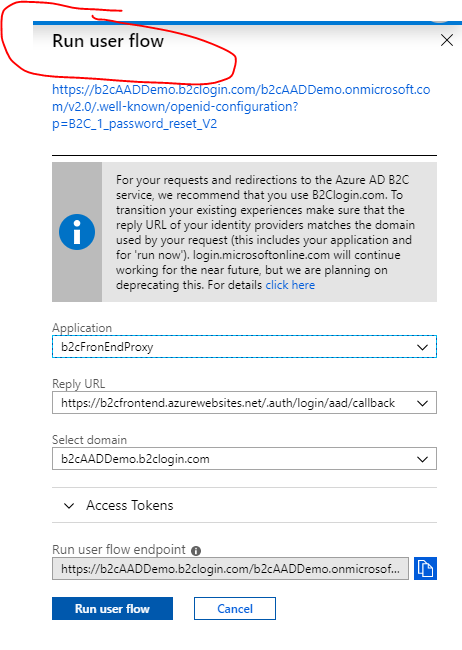 Run user flow
https://b2cAADDemo.b2clogin.com/b2cAADDemo.onmicrosoft.co
m/v2.0/.well-known/openid-configuration?
p=B2C_1_password_reset_V2
For your requests and redirections to the Azure AD B2C
service, we recommend that you use B2Clogin.com. To
transition your existing experiences make sure that the
reply URL of your identity providers matches the domain
used by your request (this includes your application and
for 'run now'). login.microsoftonline.com will continue
working for the near future, but we are planning on
deprecating this. For details click here
Application
b2cFronEndProxy
Reply URL
https://b2cfrontend.azurewebsites.net/.auth/login/aad/callback
Select domain
b2cAADDemo.b2clogin.com
Access Tokens
Run user flow endpoint
https://b2cAADDemo.b2clogin.com/b2cAADDemo.onmicrosof...
Run user flow Cancel